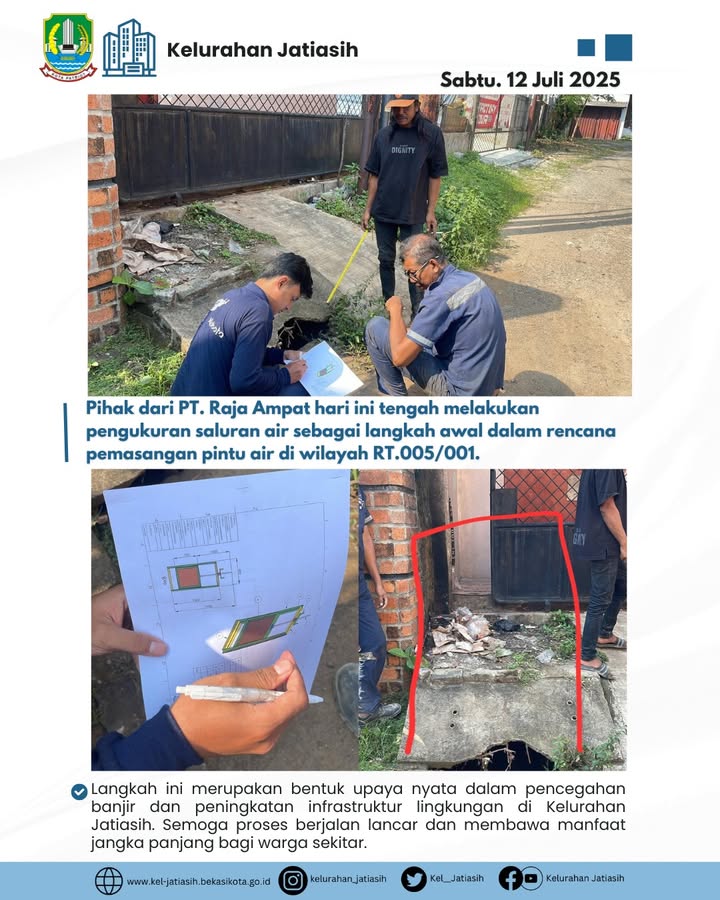 KOTA PATRIOT
Kelurahan Jatiasih
Sabtu. 12 Juli 2025
DIGNITY
Pihak dari PT. Raja Ampat hari ini tengah melakukan
pengukuran saluran air sebagai langkah awal dalam rencana
pemasangan pintu air di wilayah RT.005/001.
Langkah ini merupakan bentuk upaya nyata dalam pencegahan
banjir dan peningkatan infrastruktur lingkungan di Kelurahan
Jatiasih. Semoga proses berjalan lancar dan membawa manfaat
jangka panjang bagi warga sekitar.
www.kel-jatiasih.bekasikota.go.id
kelurahan_jatiasih
Kel__Jatiasih
Kelurahan Jatiasih